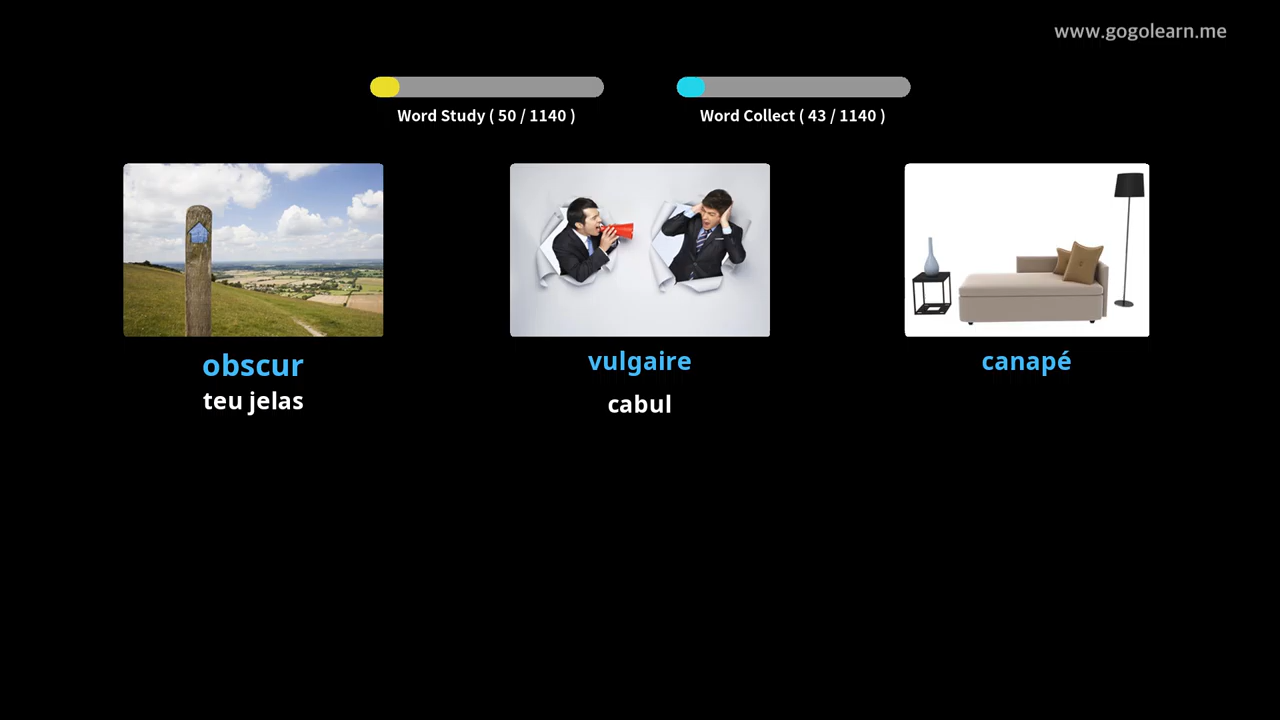 www.gogolearn.me
Word Study ( 50 / 1140 )
Word Collect ( 43 / 1140 )
obscur
teu jelas
vulgaire
cabul
canapé